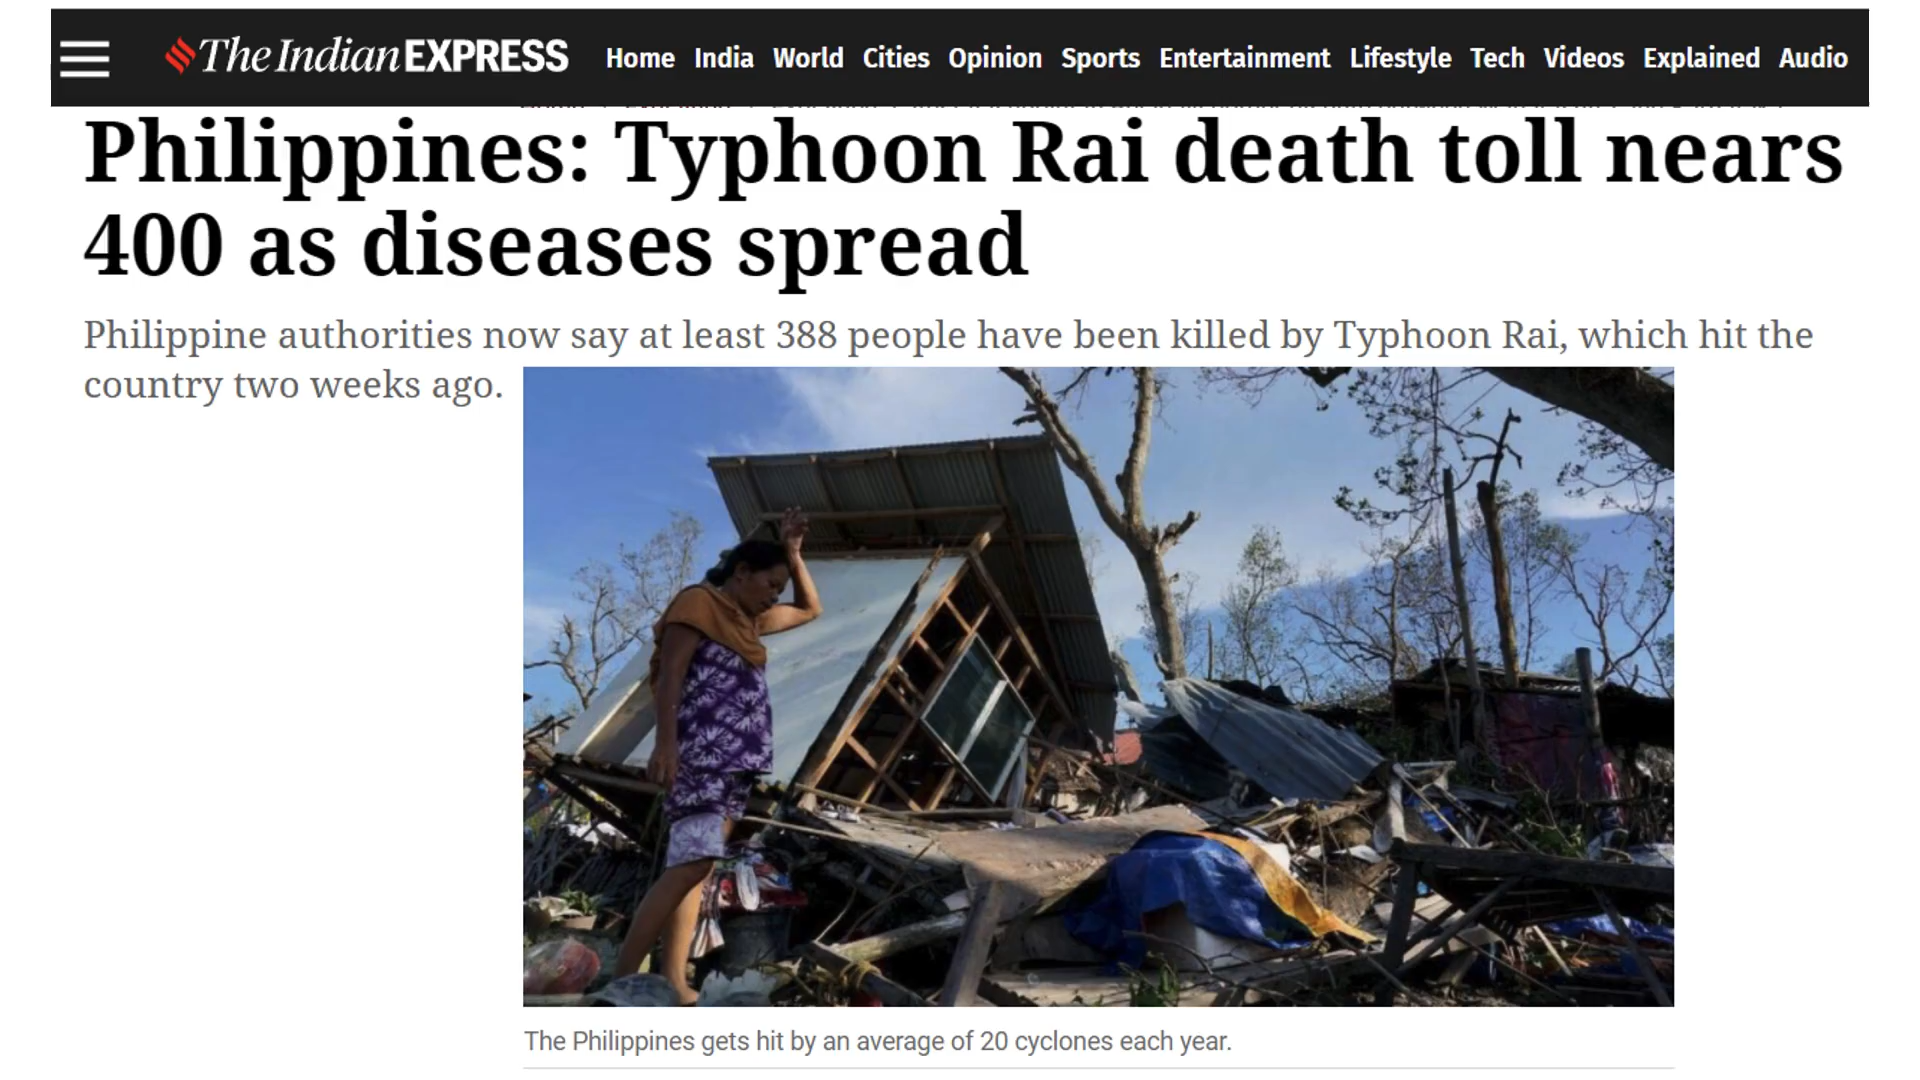 The Indian EXPRESS Home India World Cities Opinion Sports Entertainment Lifestyle Tech Videos Explained Audio
Philippines: Typhoon Rai death toll nears
400 as diseases spread
Philippine authorities now say at least 388 people have been killed by Typhoon Rai, which hit the
country two weeks ago.
The Philippines gets hit by an average of 20 cyclones each year.